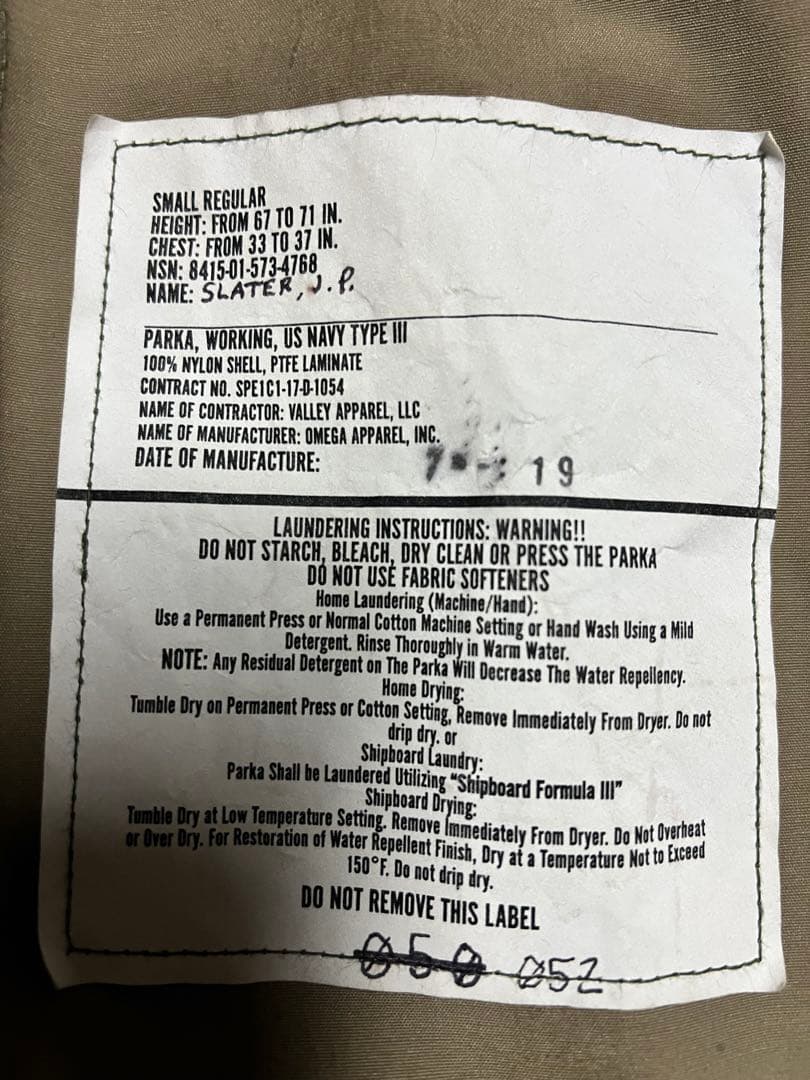 SMALL REGULAR
HEIGHT: FROM 67 TO 71 IN.
CHEST: FROM 33 TO 37 IN.
NSN: 8415-01-573-4768
NAME: SLATER, J.P.
PARKA, WORKING, US NAVY TYPE III
100% NYLON SHELL, PTFE LAMINATE
CONTRACT NO. SPE1C1-17-D-1054
NAME OF CONTRACTOR: VALLEY APPAREL, LLC
NAME OF MANUFACTURER: OMEGA APPAREL, INC.
DATE OF MANUFACTURE: 19
LAUNDERING INSTRUCTIONS: WARNING!!
DO NOT STARCH, BLEACH, DRY CLEAN OR PRESS THE PARKA
DO NOT USE FABRIC SOFTENERS
Home Laundering (Machine/Hand):
Use a Permanent Press or Normal Cotton Machine Setting or Hand Wash Using a Mild
Detergent. Rinse Thoroughly in Warm Water.
NOTE: Any Residual Detergent on The Parka Will Decrease The Water Repellency.
Home Drying:
Tumble Dry on Permanent Press or Cotton Setting, Remove Immediately From Dryer. Do not
drip dry. or
Shipboard Laundry:
Parka Shall be Laundered Utilizing "Shipboard Formula III"
Shipboard Drying:
Tumble Dry at Low Temperature Setting. Remove Immediately From Dryer. Do Not Overheat
or Over Dry. For Restoration of Water Repellent Finish, Dry at a Temperature Not to Exceed
150°F. Do not drip dry.
DO NOT REMOVE THIS LABEL
Ø5Ø Ø52